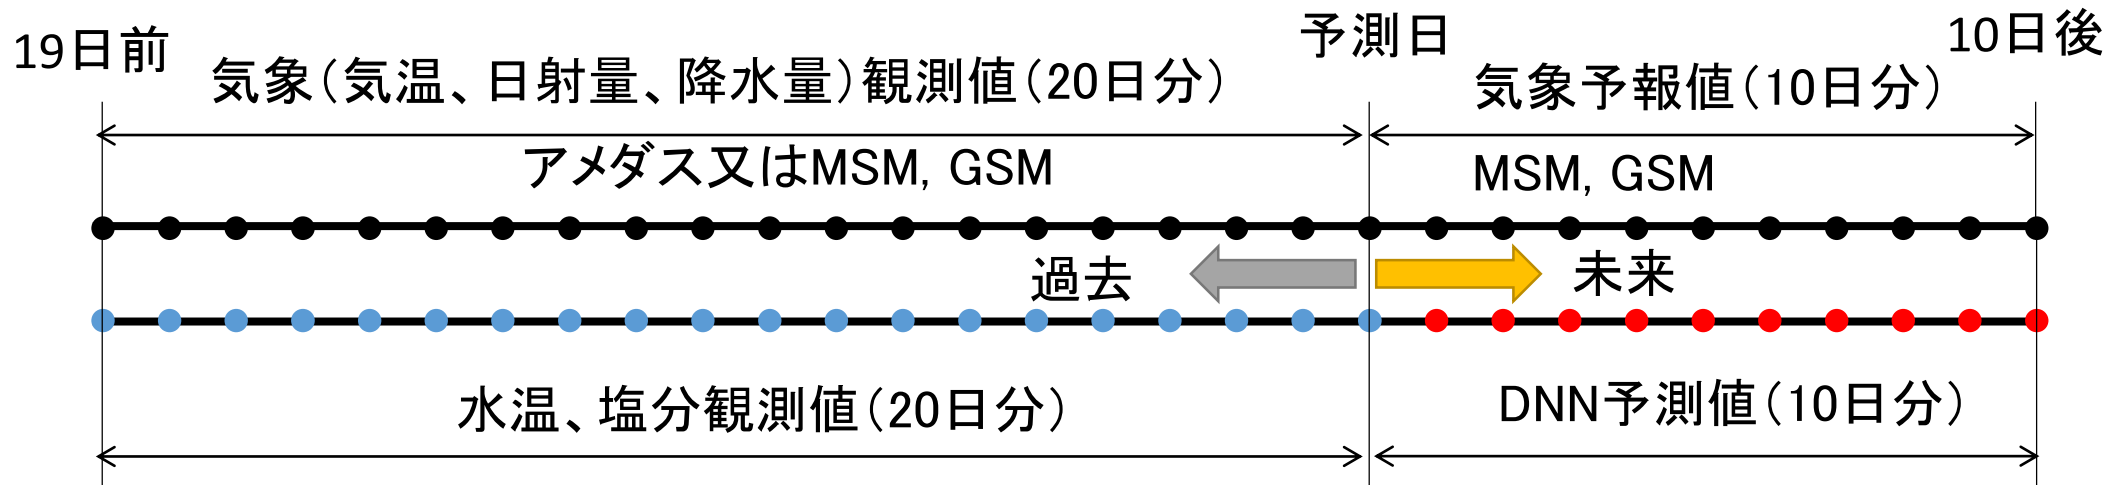 19日前
予測日
10日後
気象(気温、日射量、降水量)観測値(20日分)
気象予報値(10日分)
アメダス又はMSM, GSM
MSM, GSM
過去
未来
水温、塩分観測値(20日分)
DNN予測値(10日分)